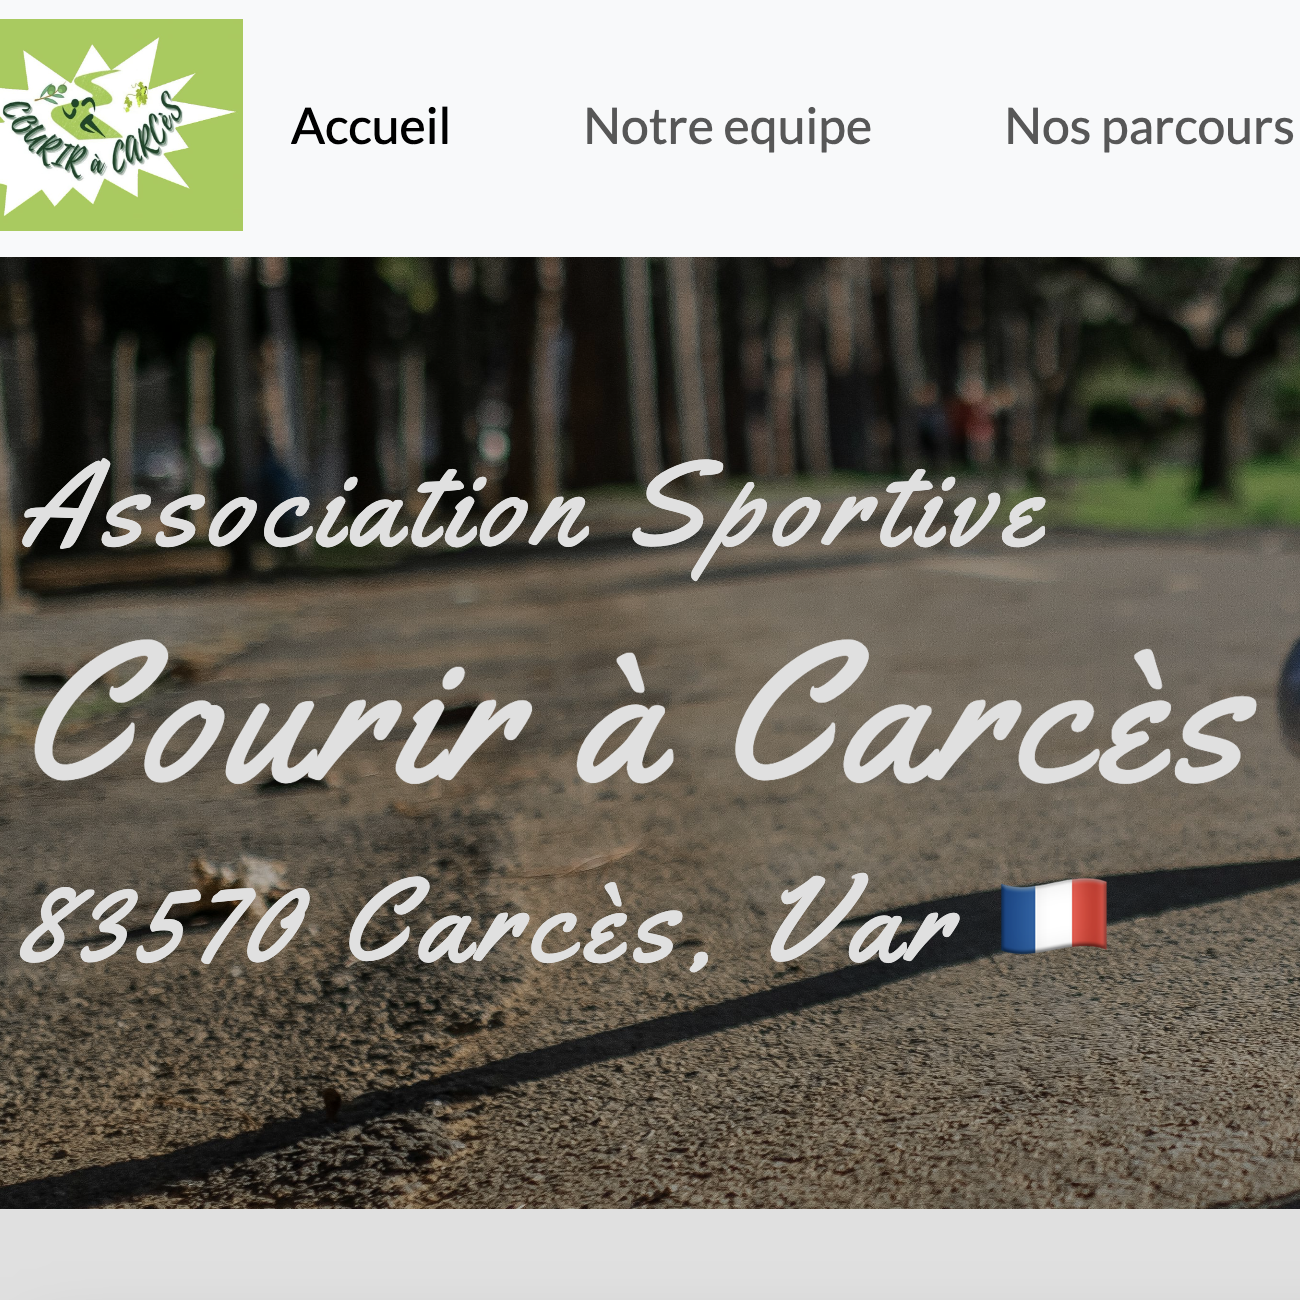 COURIR à CARCèS
Accueil Notre equipe Nos parcours
Association Sportive
Courir à Carcès
83570 Carcès, Var 🇫🇷